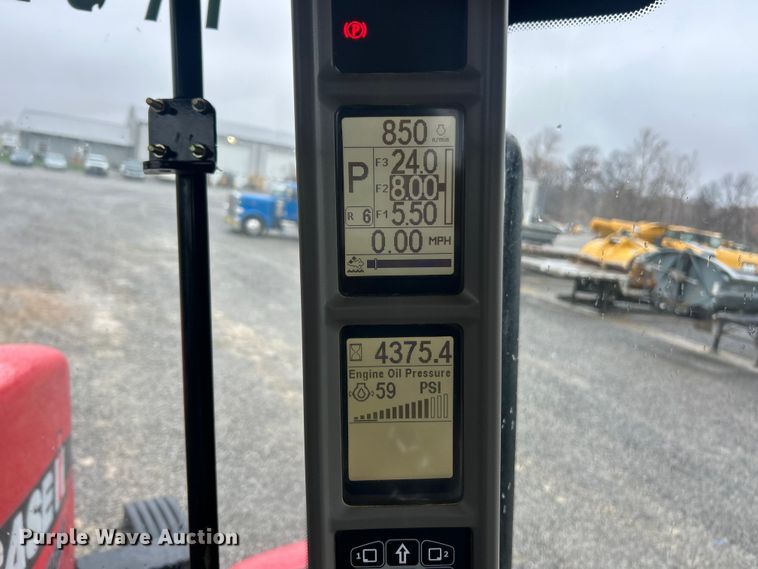 P
850
n/min
P
F3 24.0
F2 8.00
R 6
F1 5.50
0.00 MPH
4375.4
Engine Oil Pressure
59 PSI
1 2
CASE
Purple Wave Auction